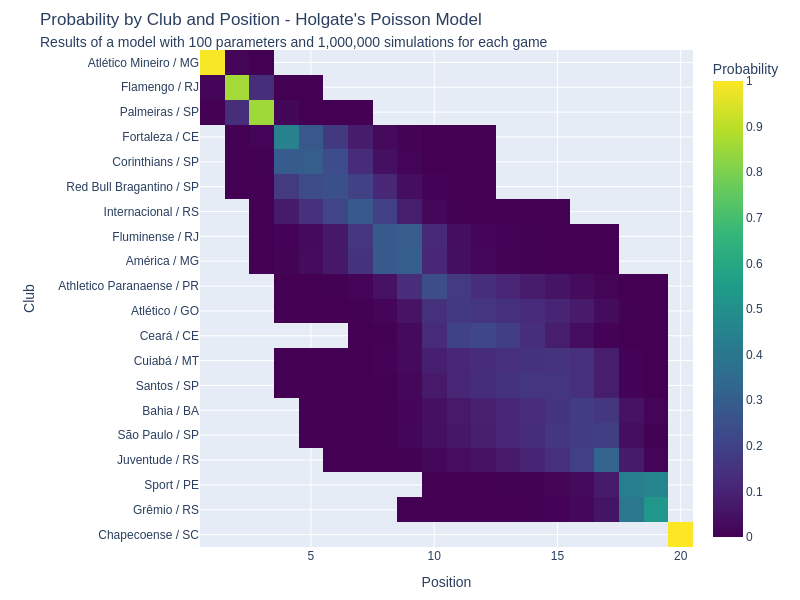 Probability by Club and Position - Holgate's Poisson Model
Results of a model with 100 parameters and 1,000,000 simulations for each game
Atlético Mineiro / MG
Flamengo / RJ
Palmeiras / SP
Fortaleza / CE
Corinthians / SP
Red Bull Bragantino / SP
Internacional / RS
Fluminense / RJ
América / MG
Athletico Paranaense / PR
Atlético / GO
Ceará / CE
Cuiabá / MT
Santos / SP
Bahia / BA
São Paulo / SP
Juventude / RS
Sport / PE
Grêmio / RS
Chapecoense / SC
Club
5
10
15
20
Position
Probability
1
0.9
0.8
0.7
0.6
0.5
0.4
0.3
0.2
0.1
0